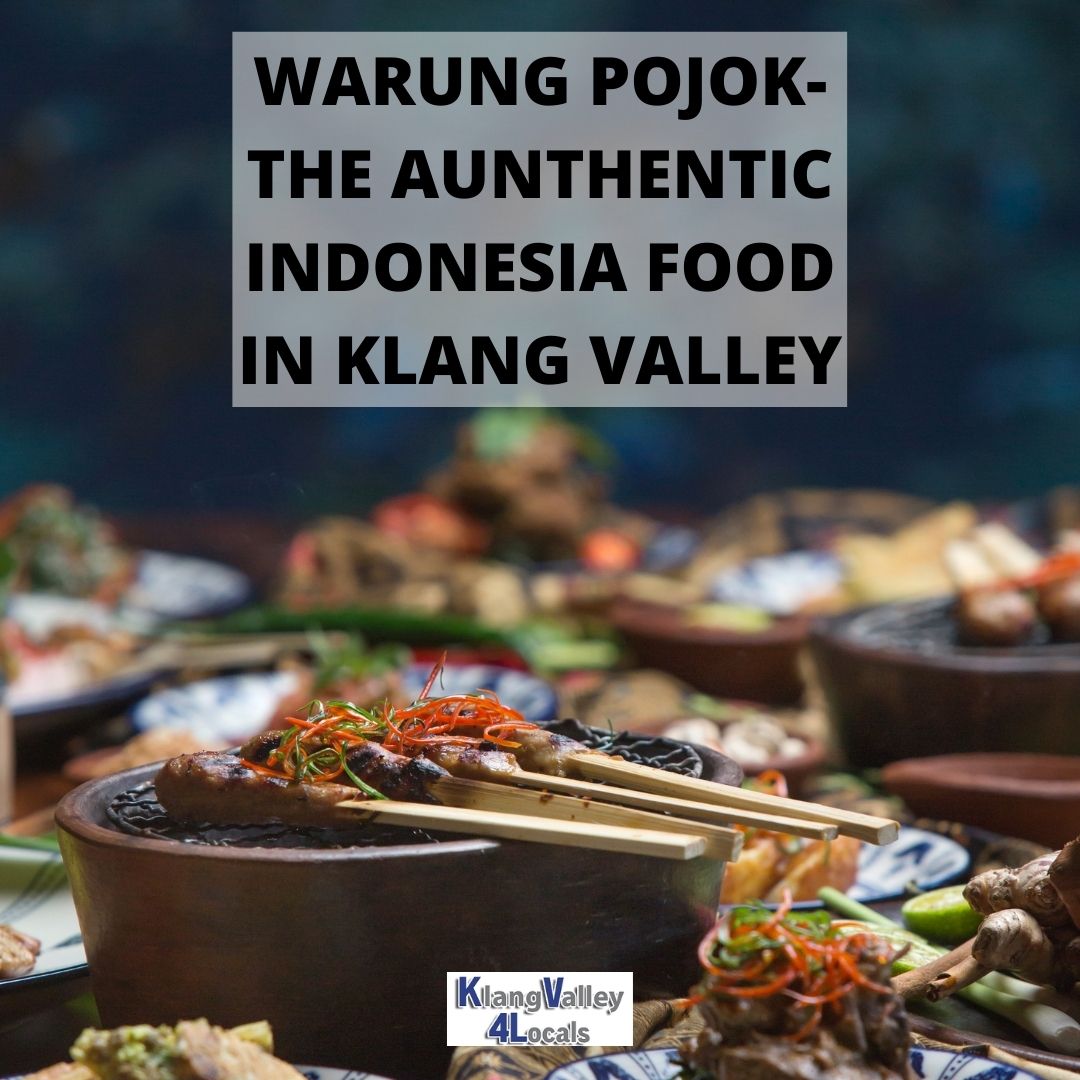 WARUNG POJOK-
THE AUNTHENTIC
INDONESIA FOOD
IN KLANG VALLEY
KlangValley
4Locals